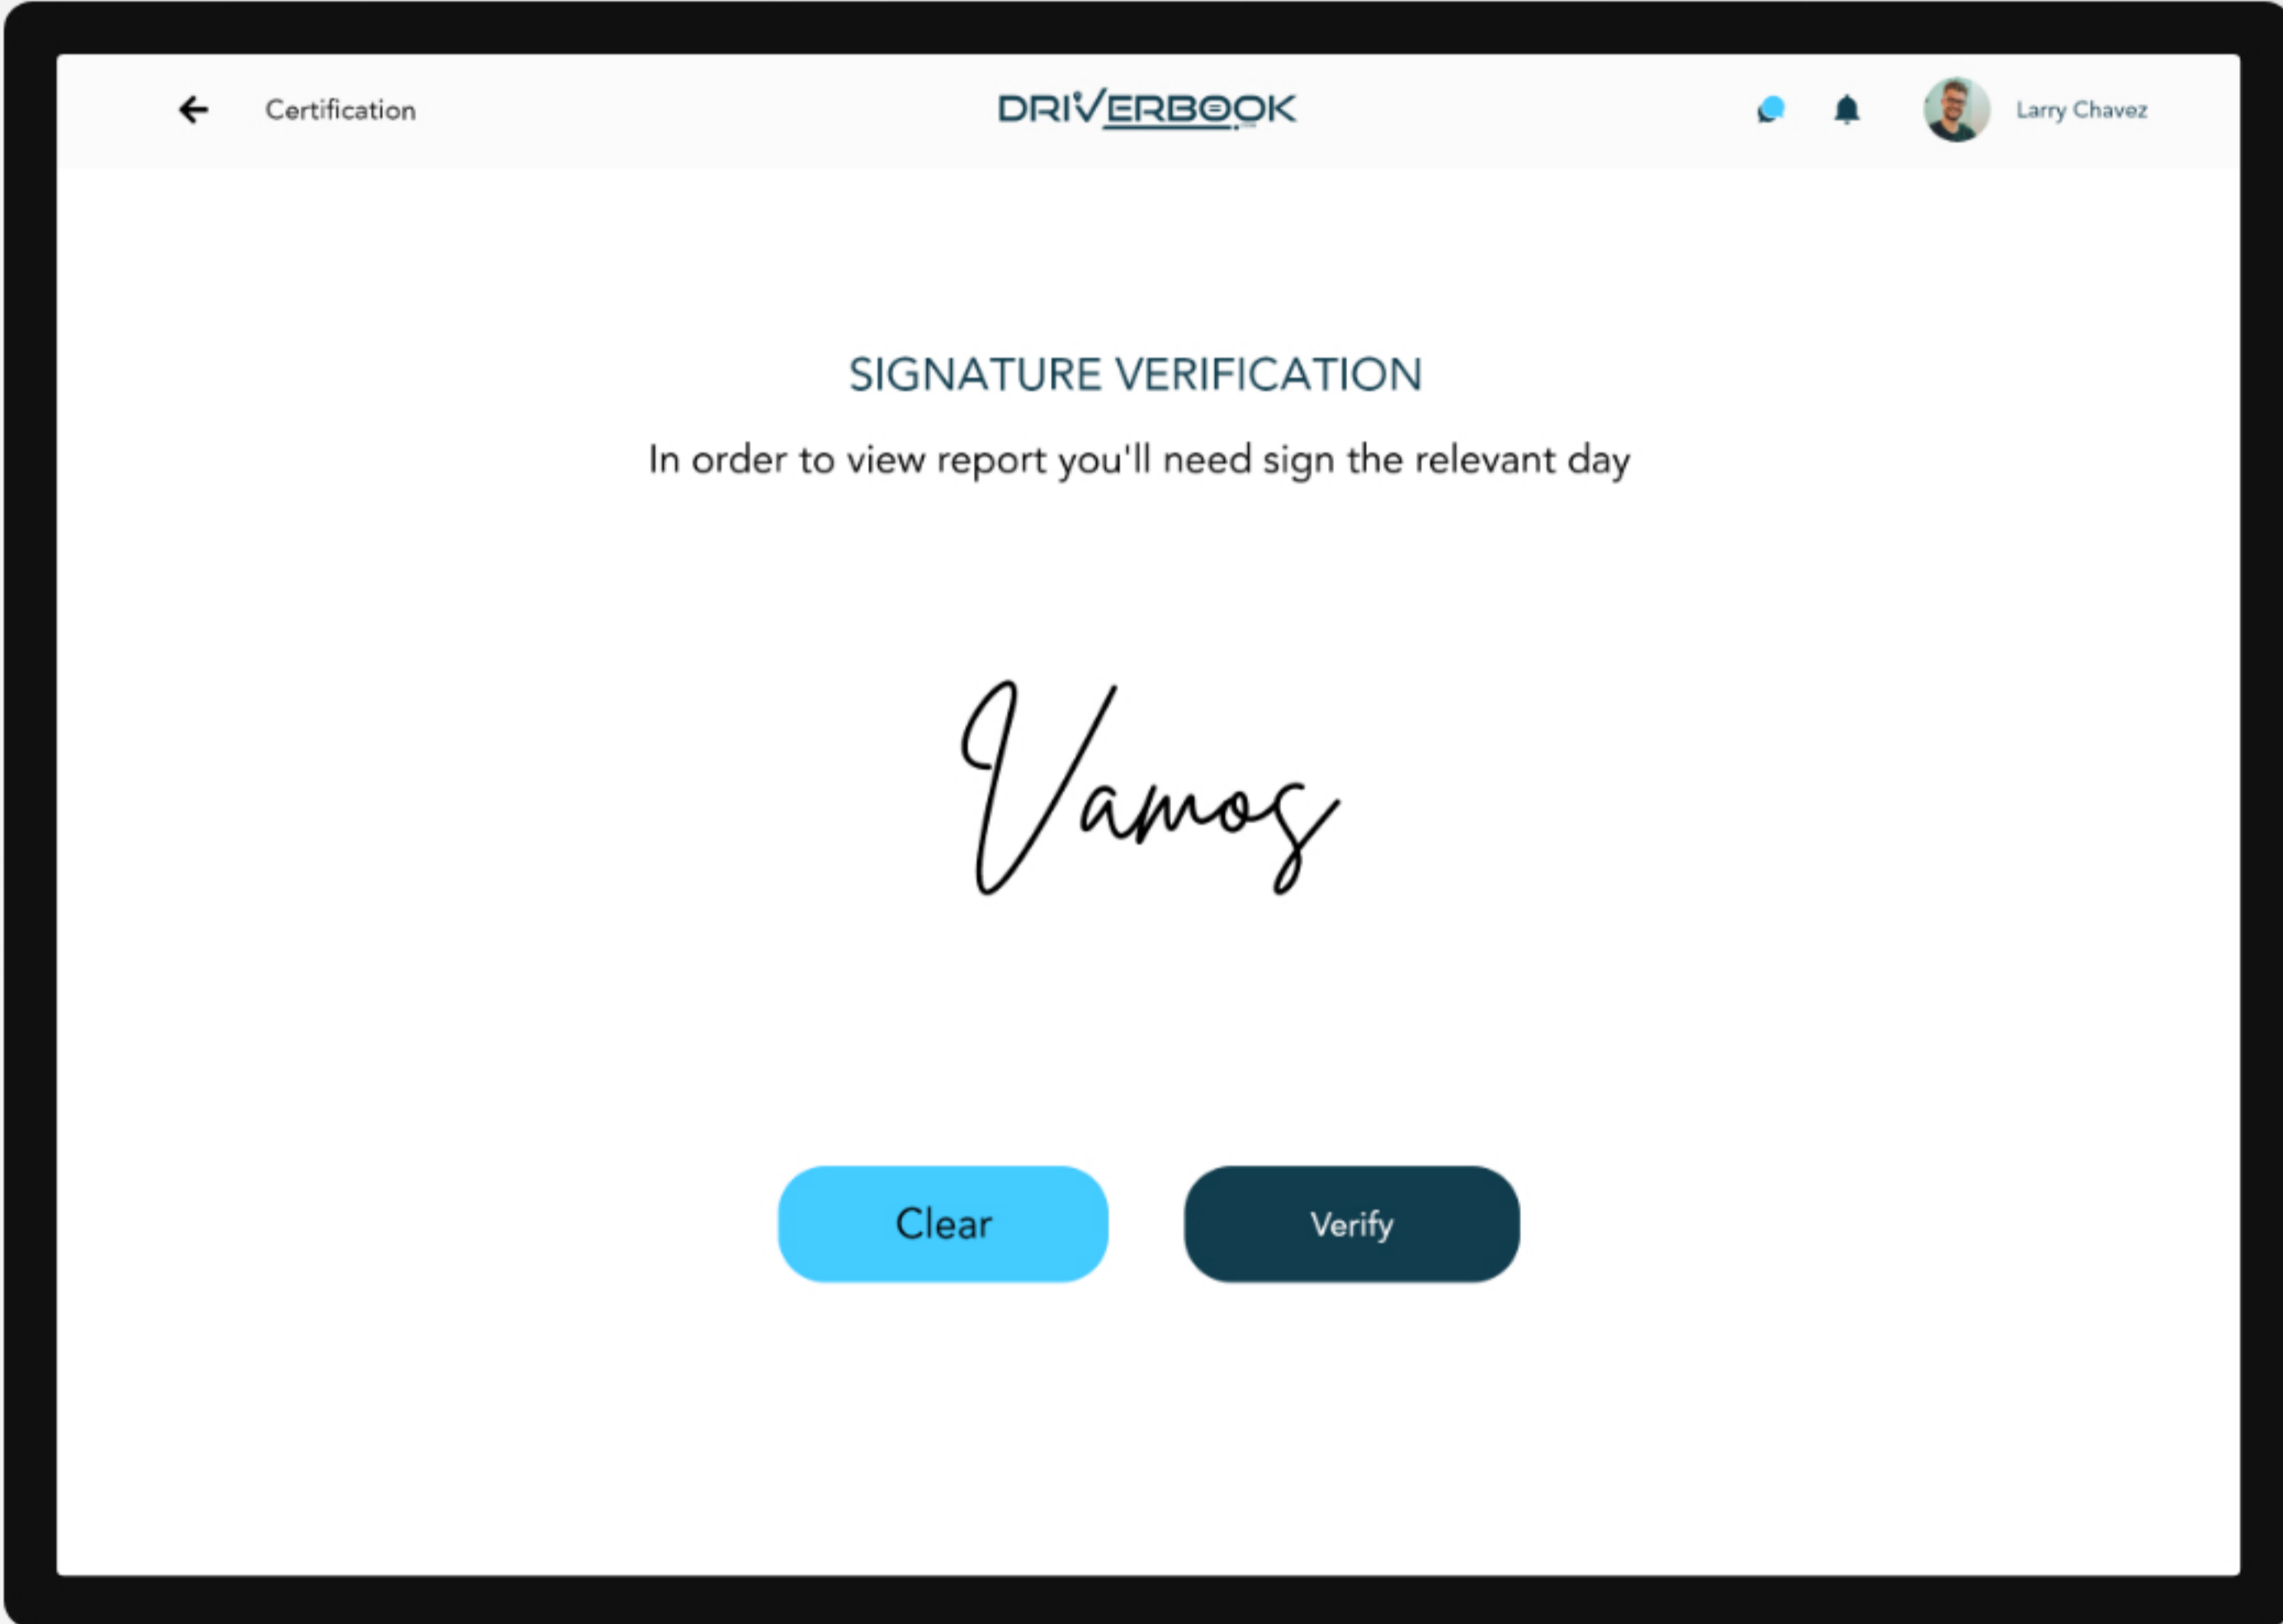 Certification
DRIVERBOOK
Larry Chavez
SIGNATURE VERIFICATION
In order to view report you'll need sign the relevant day
Vamos
Clear
Verify